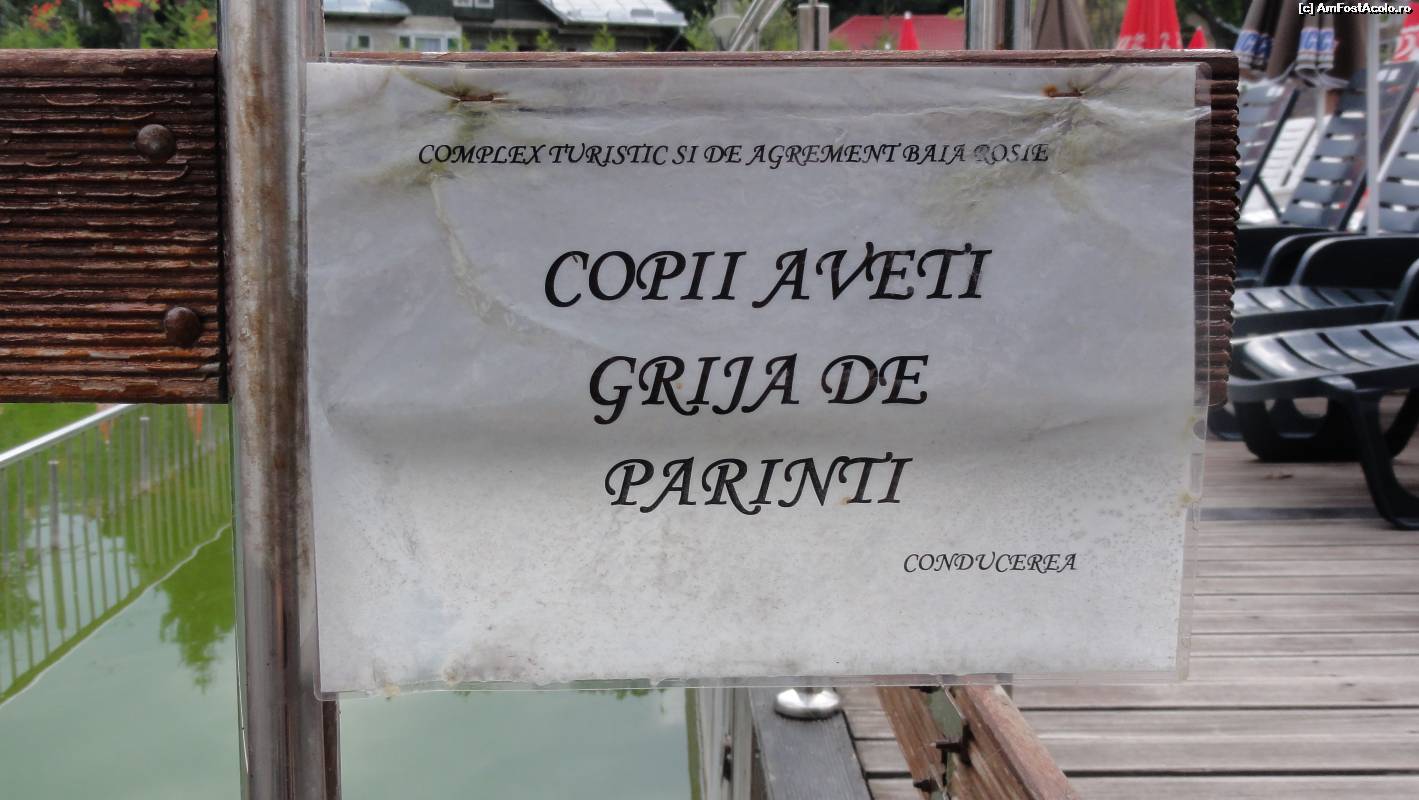 [c] AmFostAcolo.ro
COMPLEX TURISTIC SI DE AGREMENT BAIA ROSIE
COPII AVETI
GRIJA DE
PARINTI
CONDUCEREA